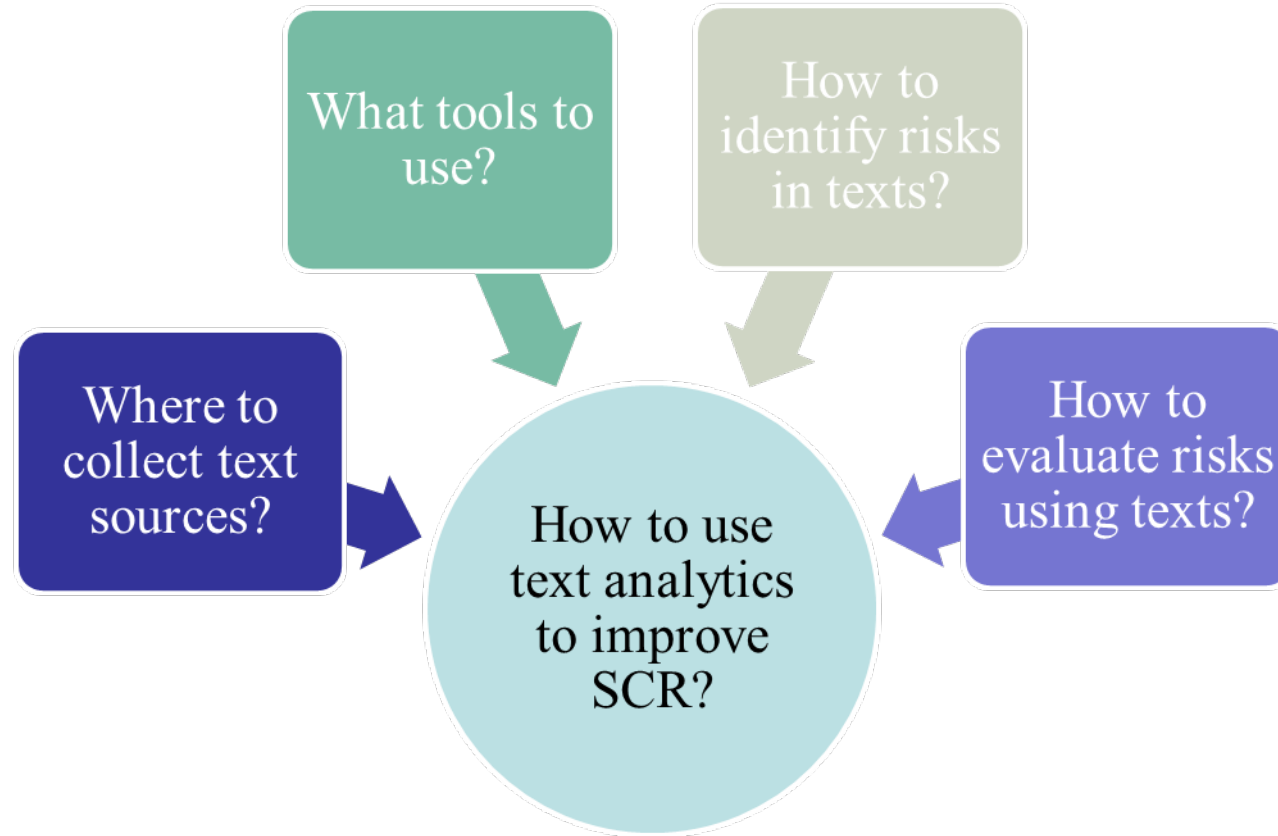 What tools to
use?
How to
identify risks
in texts?
Where to
collect text
sources?
How to
evaluate risks
using texts?
How to use
text analytics
to improve
SCR?